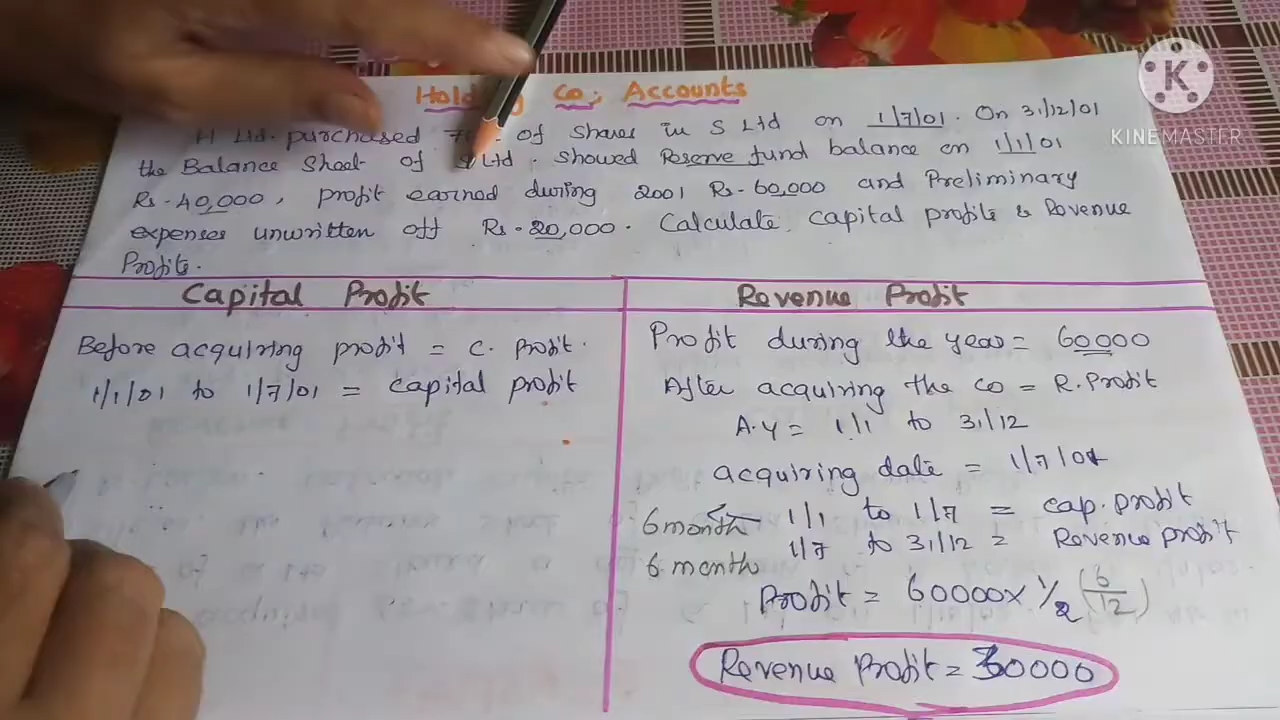 Holding Co; Accounts
H Ltd. purchased of shares in S Ltd on 1/7/01. On 31/12/01
the Balance Sheet of S Ltd. showed Reserve fund balance on 1/1/01
Rs-40,000, profit earned during 2001 Rs-60,000 and Preliminary
expenses unwritten off Rs-20,000. Calculate capital profits & Revenue
Profits.
Capital Profit
Before acquiring profit = C. Profit.
1/1/01 to 1/7/01 = Capital profit
Revenue Profit
Profit during the year = 60000
After acquiring the co = R. Profit
A.Y = 1/1 to 31/12
acquiring date = 1/7/01
6 month 1/1 to 1/7 = cap. profit
1/7 to 31/12 = Revenue profit
6 month
Profit = 60000 x 1/2 (6/12)
Revenue Profit = 30000
K
KINEMASTER